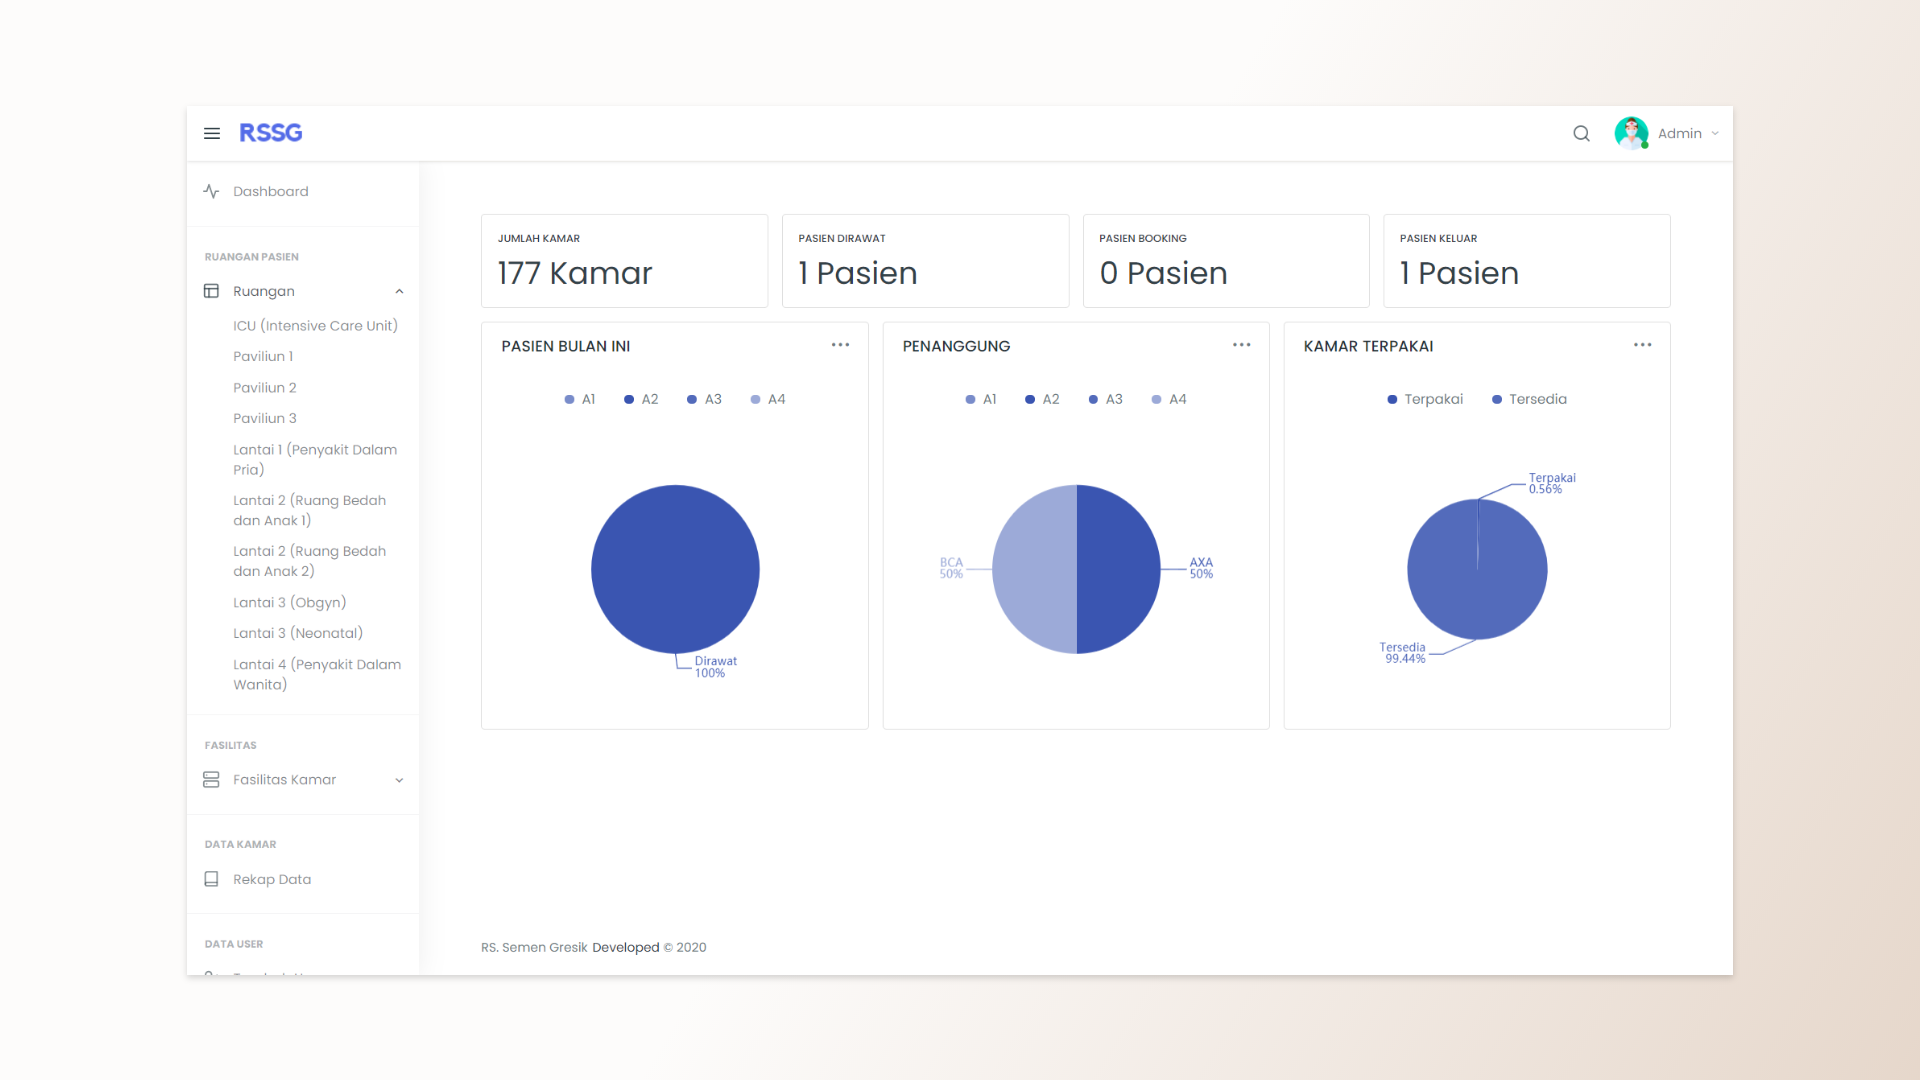 RSSG
Admin
Dashboard
RUANGAN PASIEN
Ruangan
ICU (Intensive Care Unit)
Paviliun 1
Paviliun 2
Paviliun 3
Lantai 1 (Penyakit Dalam
Pria)
Lantai 2 (Ruang Bedah
dan Anak 1)
Lantai 2 (Ruang Bedah
dan Anak 2)
Lantai 3 (Obgyn)
Lantai 3 (Neonatal)
Lantai 4 (Penyakit Dalam
Wanita)
FASILITAS
Fasilitas Kamar
DATA KAMAR
Rekap Data
DATA USER
JUMLAH KAMAR
177 Kamar
PASIEN DIRAWAT
1 Pasien
PASIEN BOOKING
0 Pasien
PASIEN KELUAR
1 Pasien
PASIEN BULAN INI
A1 A2 A3 A4
Dirawat
100%
PENANGGUNG
A1 A2 A3 A4
BCA
50%
AXA
50%
KAMAR TERPAKAI
Terpakai Tersedia
Terpakai
0.56%
Tersedia
99.44%
RS. Semen Gresik Developed © 2020